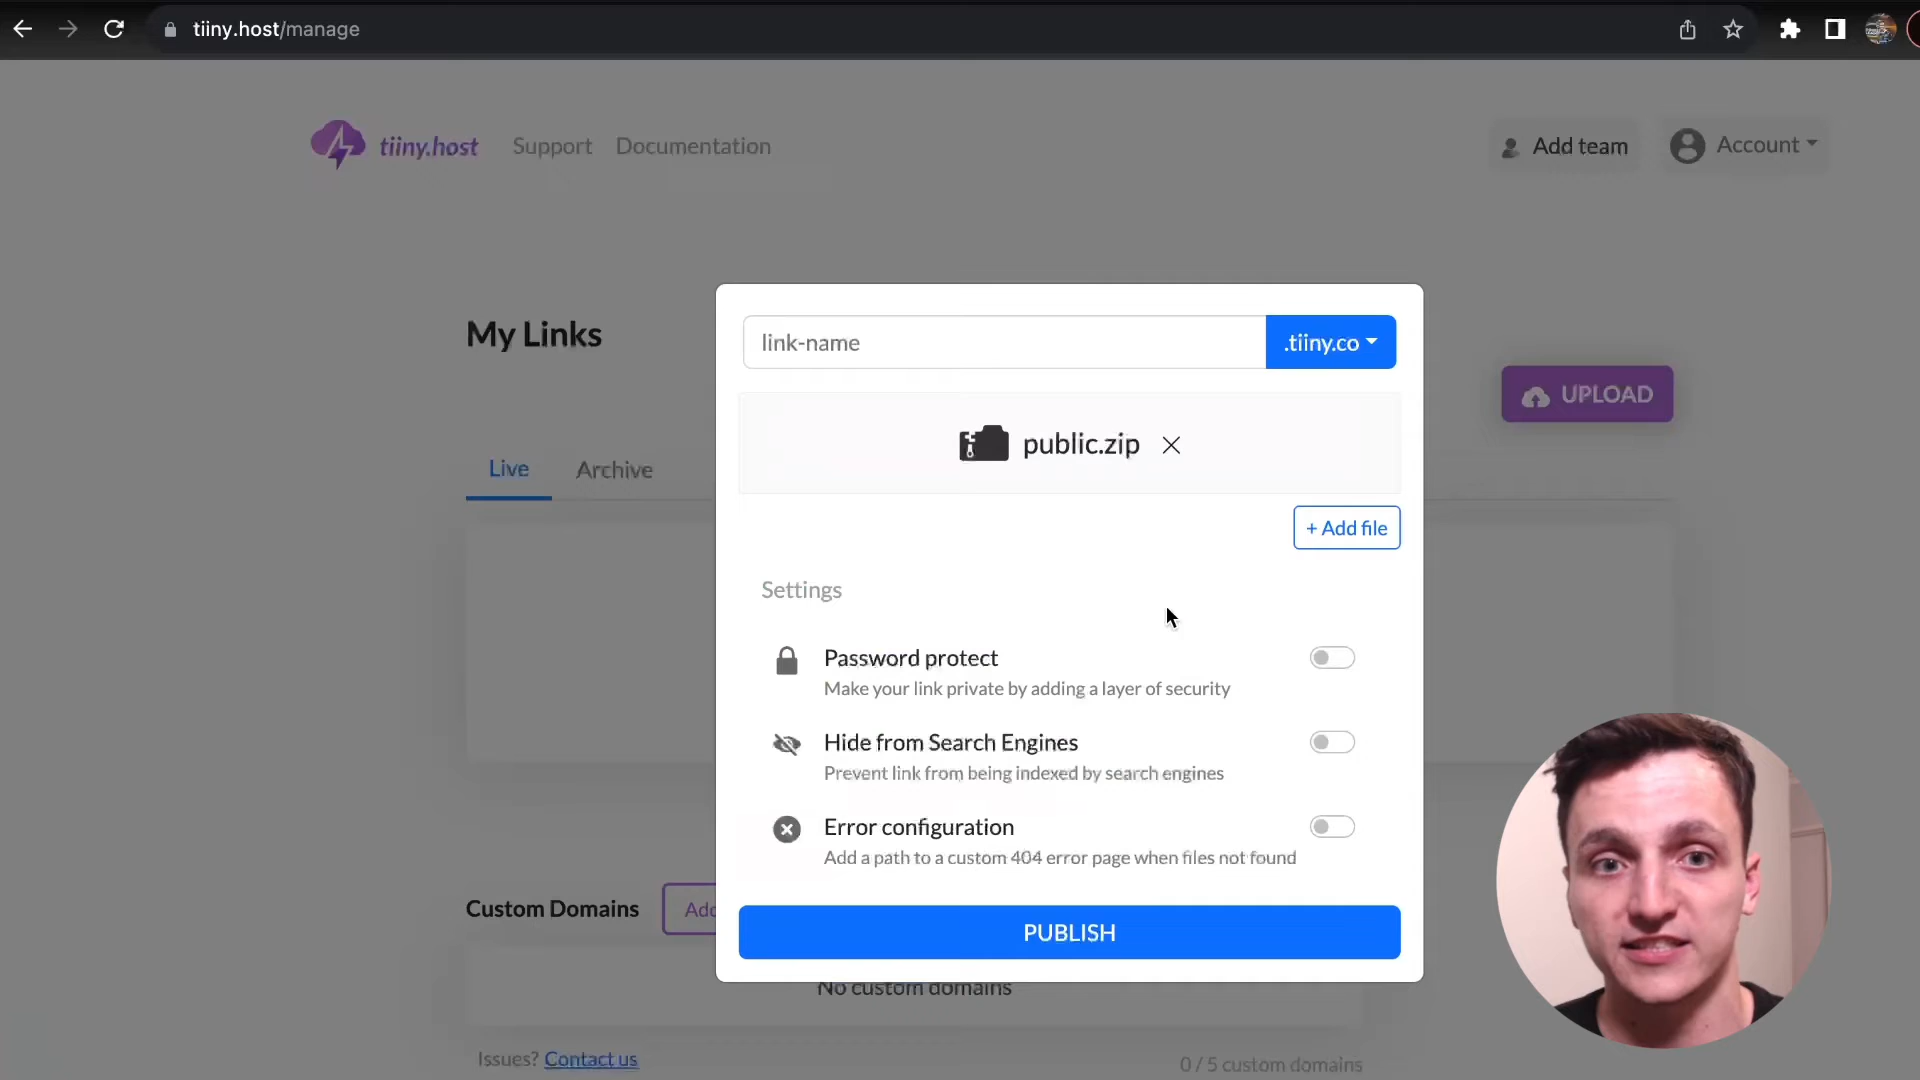 tiiny.host/manage
tiiny.host
Support
Documentation
Add team
Account
My Links
link-name
.tiiny.co
UPLOAD
public.zip
Live
Archive
+ Add file
Settings
Password protect
Make your link private by adding a layer of security
Hide from Search Engines
Prevent link from being indexed by search engines
Error configuration
Add a path to a custom 404 error page when files not found
Custom Domains
PUBLISH
No custom domains
Issues? Contact us
0 / 5 custom domains